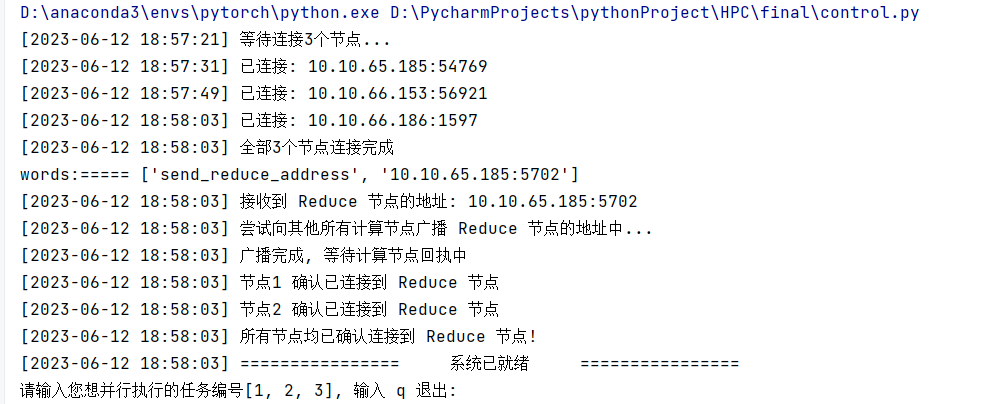 D:\anaconda3\envs\pytorch\python.exe D:\PycharmProjects\pythonProject\HPC\final\control.py
[2023-06-12 18:57:21] 等待连接3个节点...
[2023-06-12 18:57:31] 已连接: 10.10.65.185:54769
[2023-06-12 18:57:49] 已连接: 10.10.66.153:56921
[2023-06-12 18:58:03] 已连接: 10.10.66.186:1597
[2023-06-12 18:58:03] 全部3个节点连接完成
words:===== ['send_reduce_address', '10.10.65.185:5702']
[2023-06-12 18:58:03] 接收到 Reduce 节点的地址: 10.10.65.185:5702
[2023-06-12 18:58:03] 尝试向其他所有计算节点广播 Reduce 节点的地址中...
[2023-06-12 18:58:03] 广播完成, 等待计算节点回执中
[2023-06-12 18:58:03] 节点1 确认已连接到 Reduce 节点
[2023-06-12 18:58:03] 节点2 确认已连接到 Reduce 节点
[2023-06-12 18:58:03] 所有节点均已确认连接到 Reduce 节点!
[2023-06-12 18:58:03] ================     系统已就绪     ================
请输入您想并行执行的任务编号[1, 2, 3], 输入 q 退出: